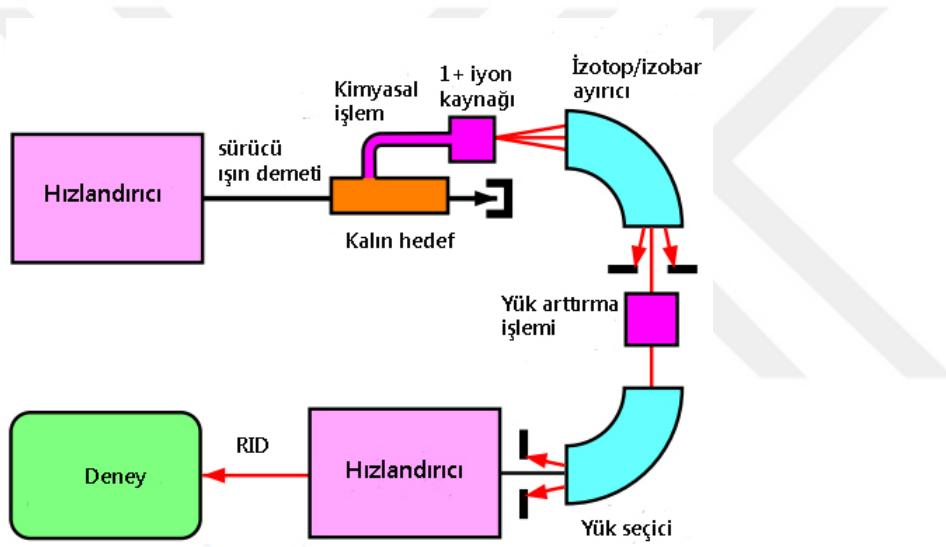 Hızlandırıcı
sürücü
ışın demeti
Kimyasal
işlem
1+ iyon
kaynağı
Kalın hedef
İzotop/izobar
ayırıcı
Yük arttırma
işlemi
Yük seçici
Hızlandırıcı
RID
Deney